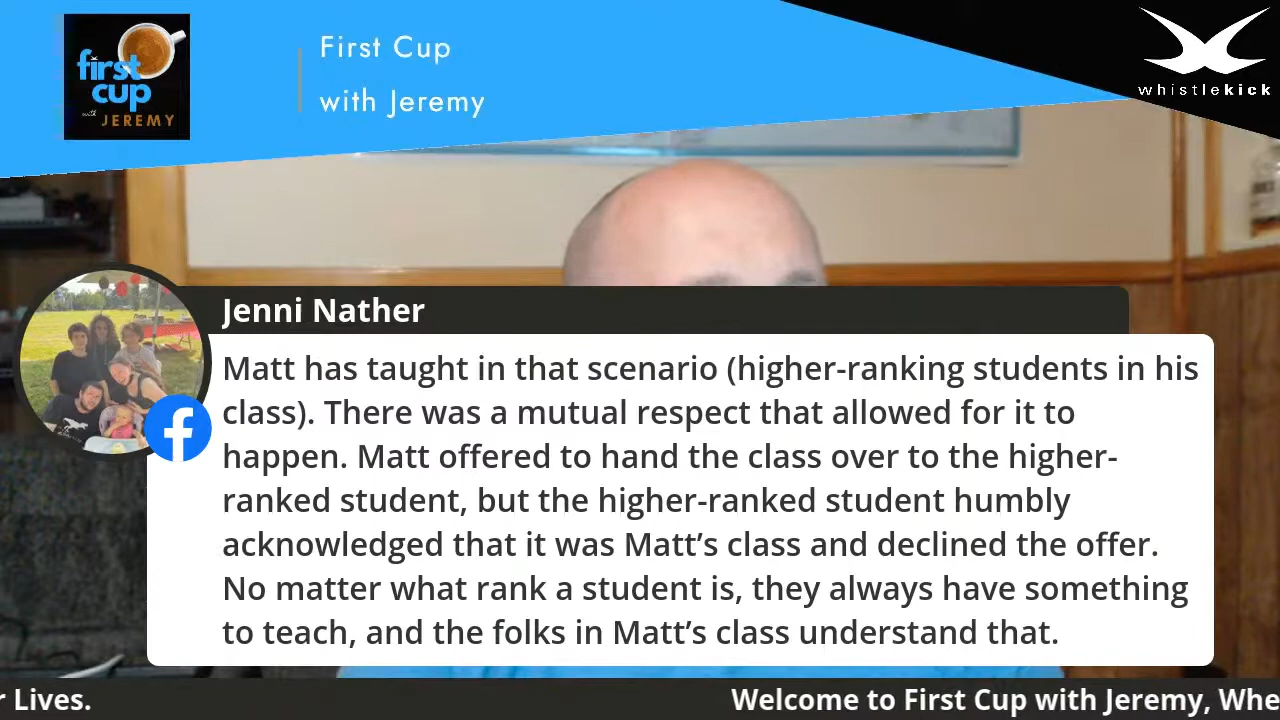 first
cup
with
JEREMY
First Cup
with Jeremy
whistlekick
Jenni Nather
Matt has taught in that scenario (higher-ranking students in his
class). There was a mutual respect that allowed for it to
happen. Matt offered to hand the class over to the higher-
ranked student, but the higher-ranked student humbly
acknowledged that it was Matt’s class and declined the offer.
No matter what rank a student is, they always have something
to teach, and the folks in Matt’s class understand that.
r Lives. Welcome to First Cup with Jeremy, Whe